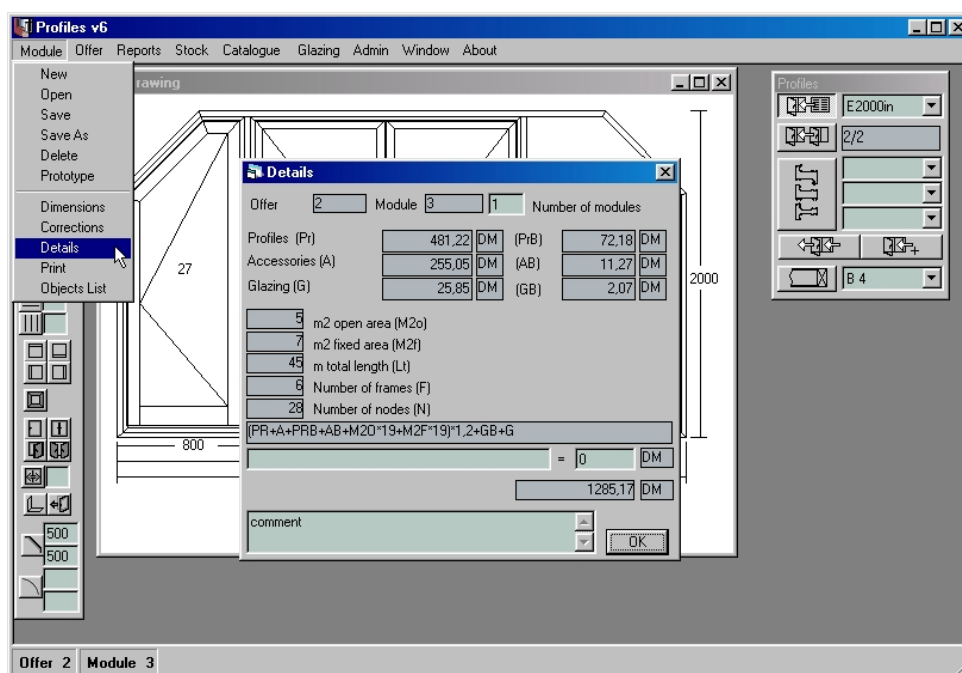 Profiles v6
Module Offer Reports Stock Catalogue Glazing Admin Window About
New
Open
Save
Save As
Delete
Prototype
Dimensions
Corrections
Details
Print
Objects List
rawing
27
800
2000
Profiles
E2000in
2/2
B 4
Details
Offer 2 Module 3 1 Number of modules
Profiles (Pr) 481,22 DM (PrB) 72,18 DM
Accessories (A) 255,05 DM (AB) 11,27 DM
Glazing (G) 25,85 DM (GB) 2,07 DM
5 m2 open area (M2o)
7 m2 fixed area (M2f)
45 m total length (Lt)
6 Number of frames (F)
28 Number of nodes (N)
(PR+A+PRB+AB+M2O*19+M2F*19)*1,2+GB+G
= 0 DM
1285,17 DM
comment
OK
500
500
Offer 2 Module 3